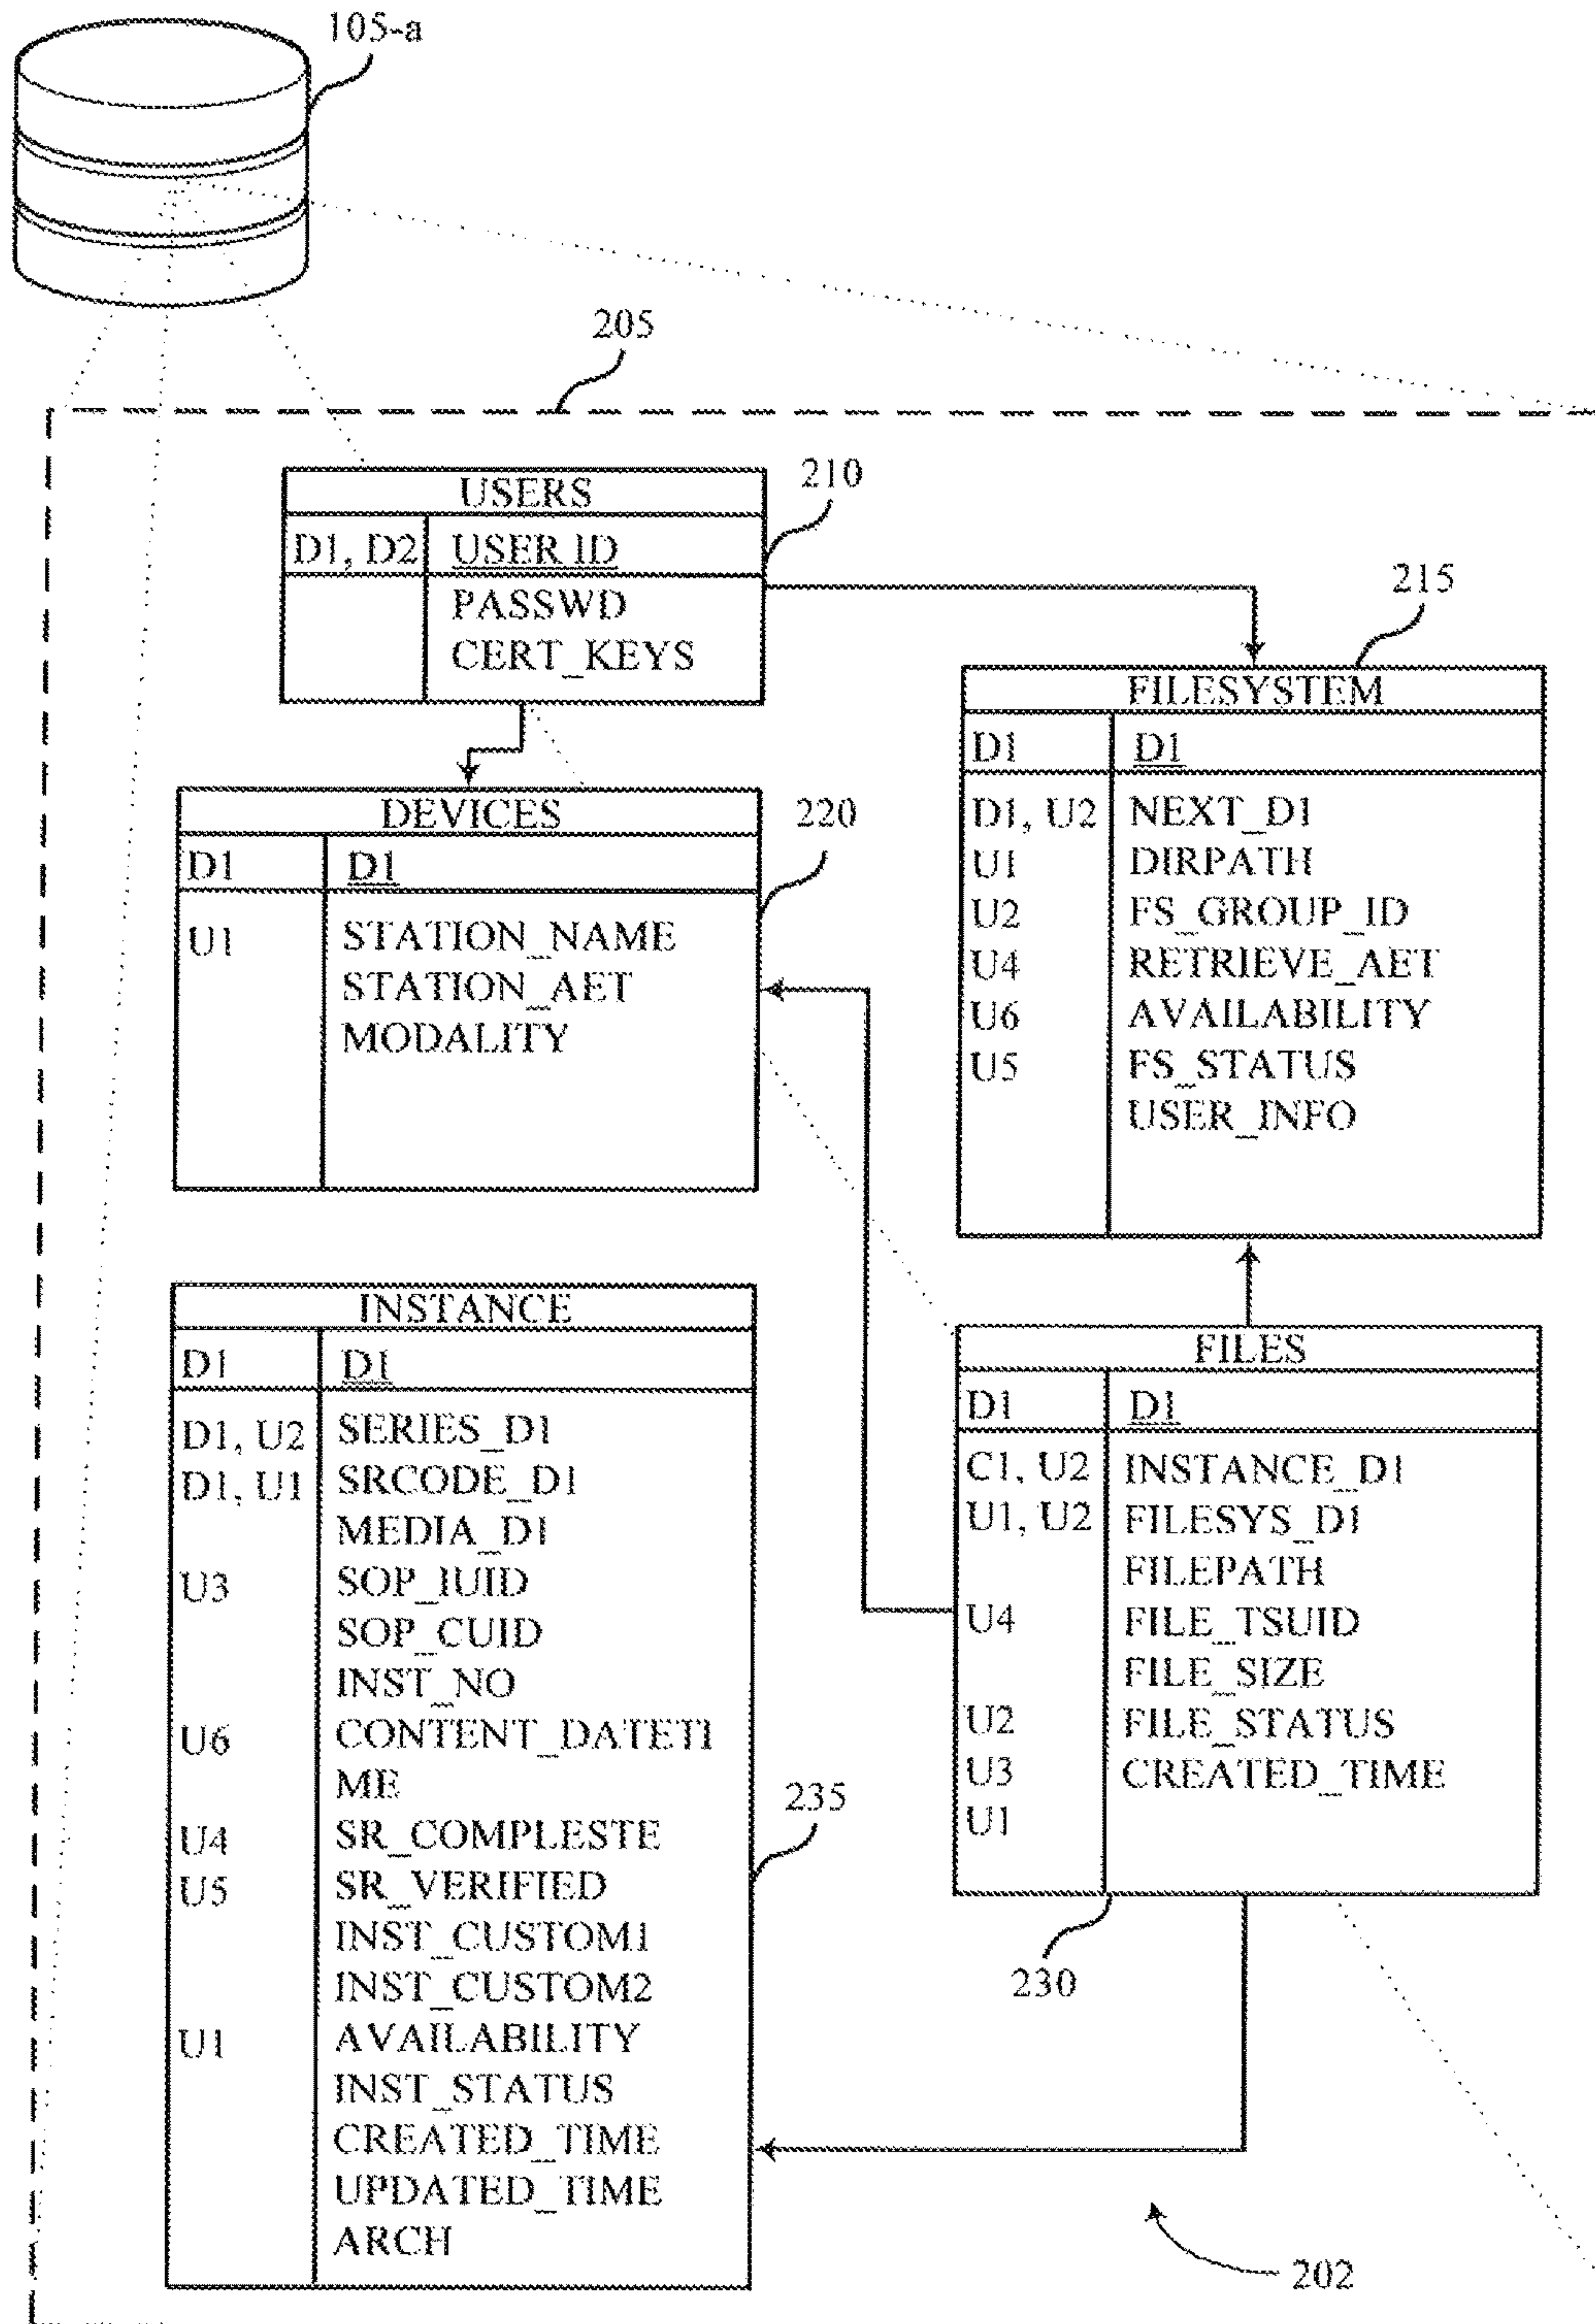 105-a
205
USERS
210
D1, D2 USER ID
PASSWD
CERT_KEYS
215
FILESYSTEM
D1 D1
D1, U2 NEXT_D1
U1 DIRPATH
U2 FS_GROUP_ID
U4 RETRIEVE_AET
U6 AVAILABILITY
U5 FS_STATUS
USER_INFO
DEVICES
220
D1 D1
U1 STATION_NAME
STATION_AET
MODALITY
INSTANCE
D1 D1
D1, U2 SERIES_D1
D1, U1 SRCODE_D1
MEDIA_D1
U3 SOP_IUID
SOP_CUID
INST_NO
U6 CONTENT_DATETI
ME
235
U4 SR_COMPLESTE
U5 SR_VERIFIED
INST_CUSTOM1
INST_CUSTOM2
U1 AVAILABILITY
INST_STATUS
CREATED_TIME
UPDATED_TIME
ARCH
FILES
D1 D1
C1, U2 INSTANCE_D1
U1, U2 FILESYS_D1
FILEPATH
U4 FILE_TSUID
FILE_SIZE
U2 FILE_STATUS
U3 CREATED_TIME
U1
230
202